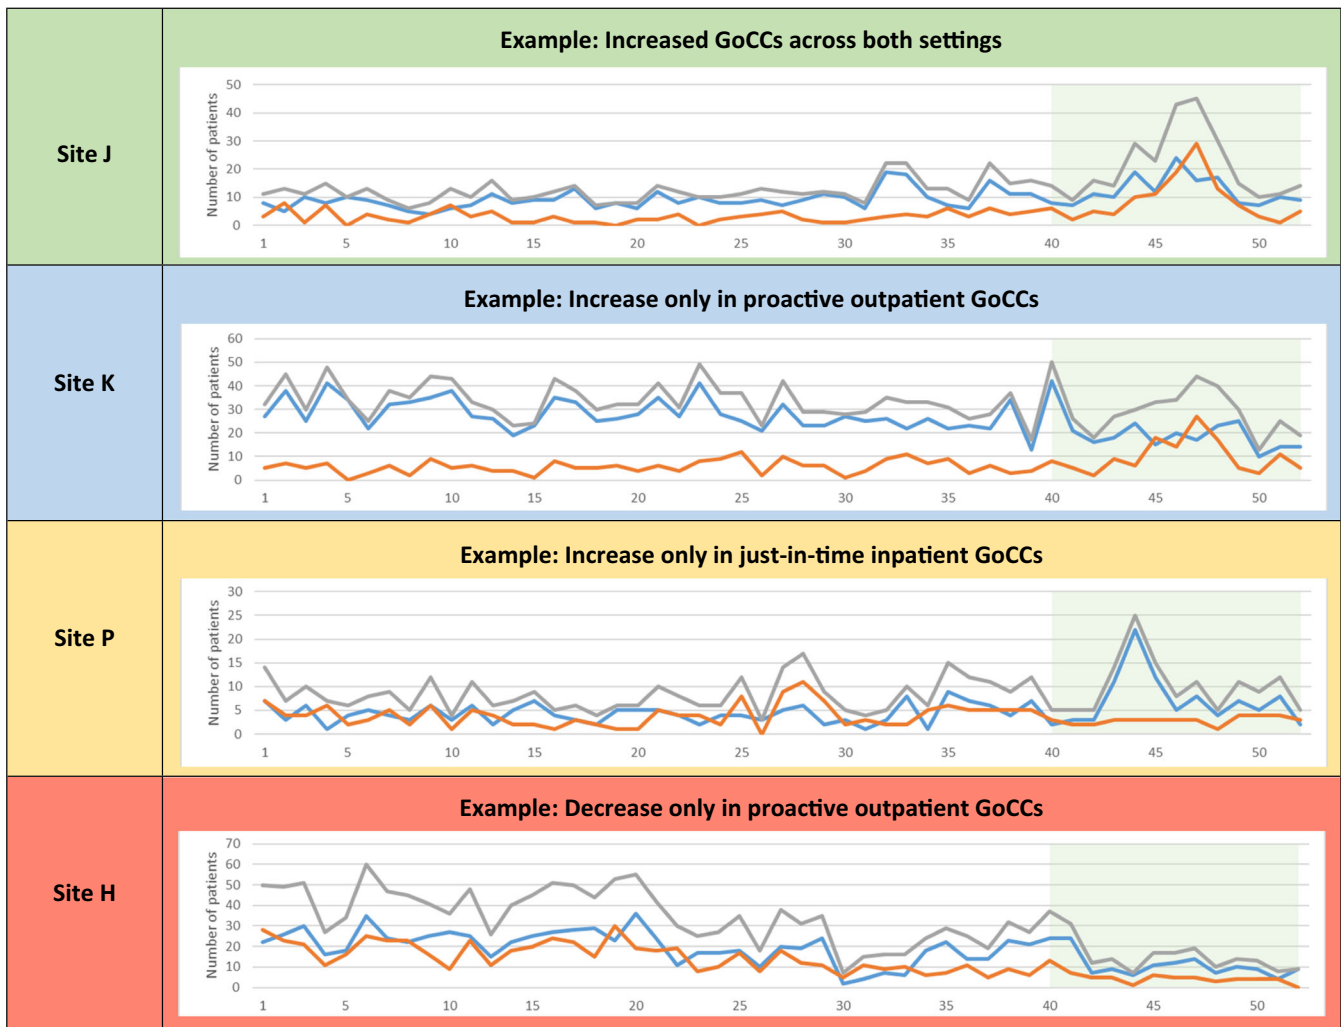 Example: Increased GoCCs across both settings
Site J
Number of patients
50
40
30
20
10
0
1 5 10 15 20 25 30 35 40 45 50
Example: Increase only in proactive outpatient GoCCs
Site K
Number of patients
60
50
40
30
20
10
0
1 5 10 15 20 25 30 35 40 45 50
Example: Increase only in just-in-time inpatient GoCCs
Site P
Number of patients
30
25
20
15
10
5
0
1 5 10 15 20 25 30 35 40 45 50
Example: Decrease only in proactive outpatient GoCCs
Site H
Number of patients
70
60
50
40
30
20
10
0
1 5 10 15 20 25 30 35 40 45 50